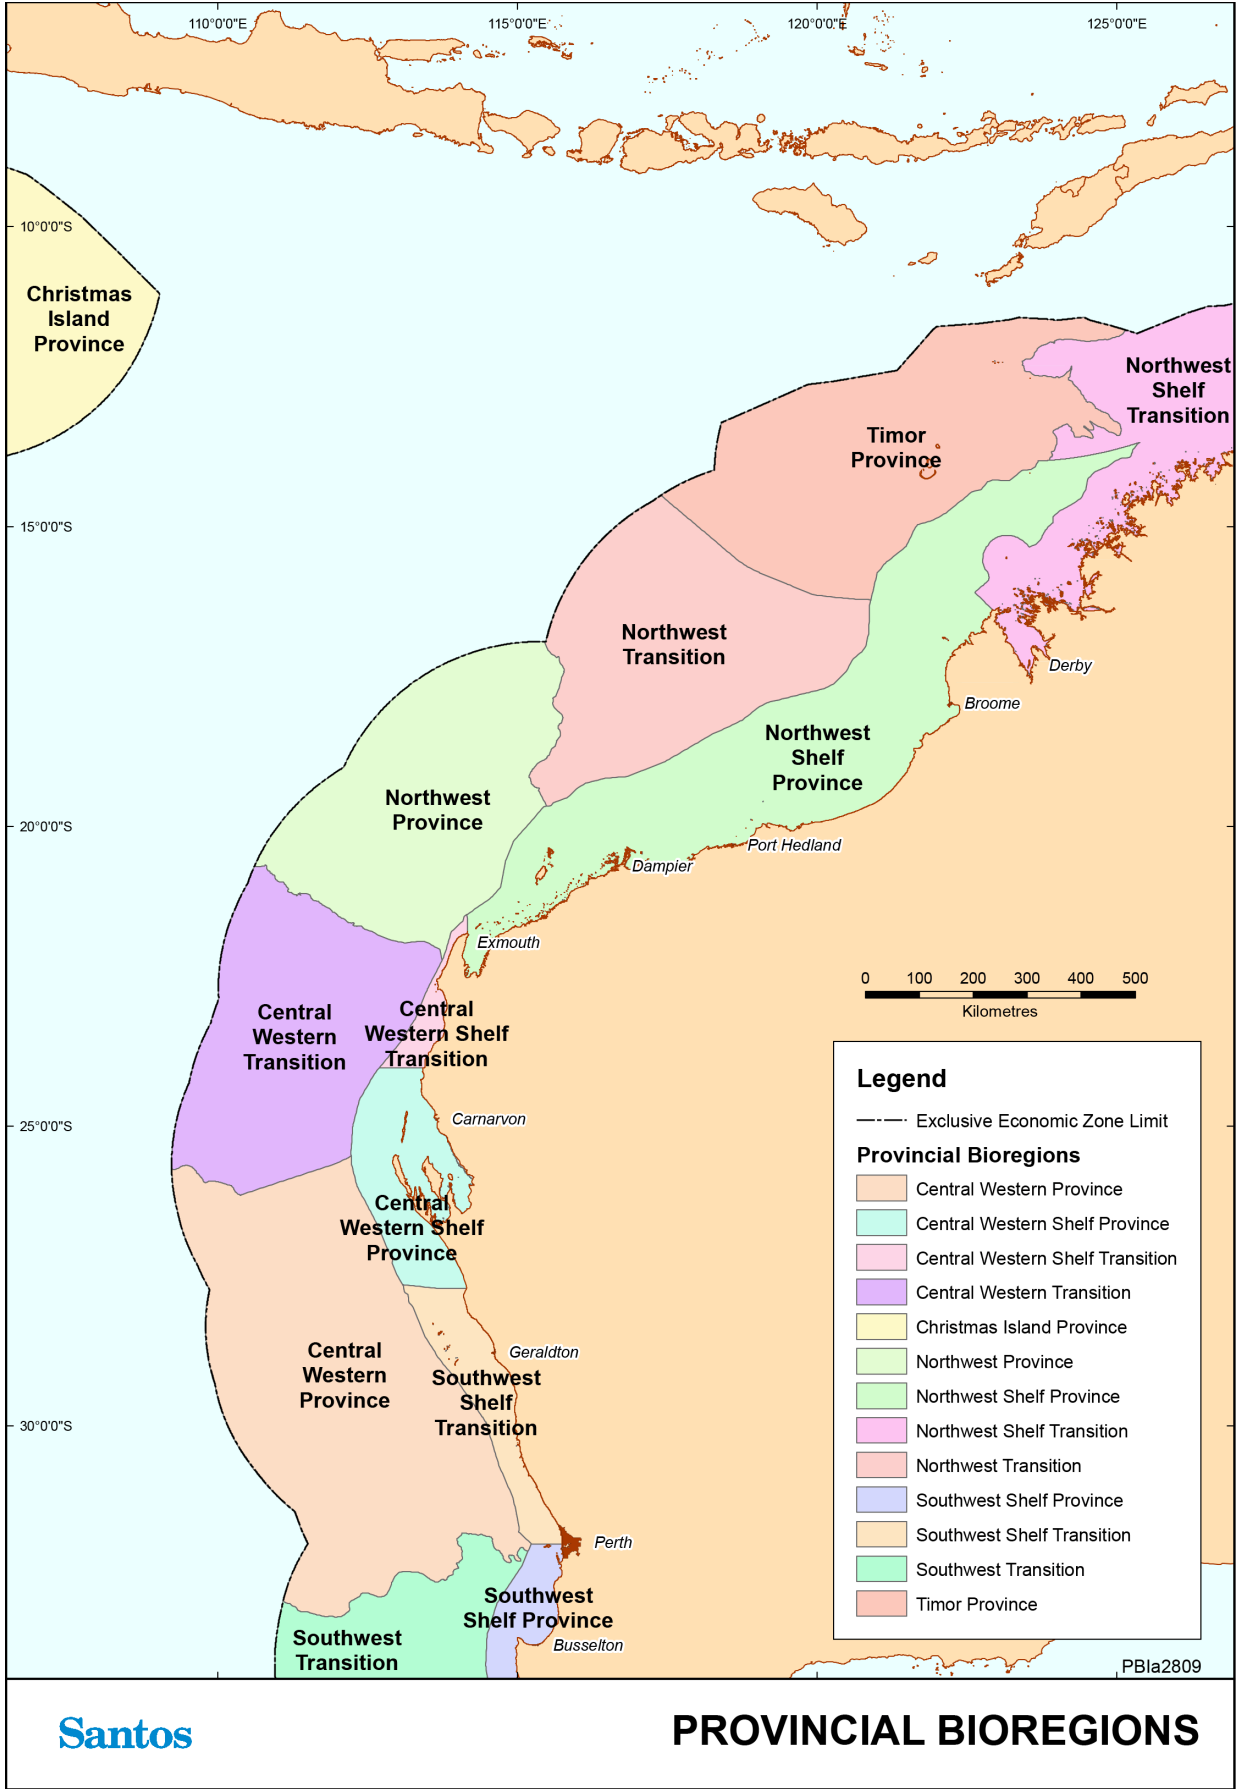 110°0'0"E 115°0'0"E 120°0'0"E 125°0'0"E
10°0'0"S
Christmas
Island
Province
Northwest
Shelf
Transition
Timor
Province
15°0'0"S
Northwest
Transition
Derby
Broome
Northwest
Shelf
Province
Northwest
Province
20°0'0"S
Port Hedland
Dampier
Exmouth
0 100 200 300 400 500
Kilometres
Central
Western
Transition
Central
Western Shelf
Transition
Carnarvon
25°0'0"S
Central
Western Shelf
Province
Central
Western
Province
Geraldton
Southwest
Shelf
Transition
30°0'0"S
Perth
Southwest
Shelf Province
Busselton
Southwest
Transition
Legend
Exclusive Economic Zone Limit
Provincial Bioregions
Central Western Province
Central Western Shelf Province
Central Western Shelf Transition
Central Western Transition
Christmas Island Province
Northwest Province
Northwest Shelf Province
Northwest Shelf Transition
Northwest Transition
Southwest Shelf Province
Southwest Shelf Transition
Southwest Transition
Timor Province
PBIa2809
Santos
PROVINCIAL BIOREGIONS